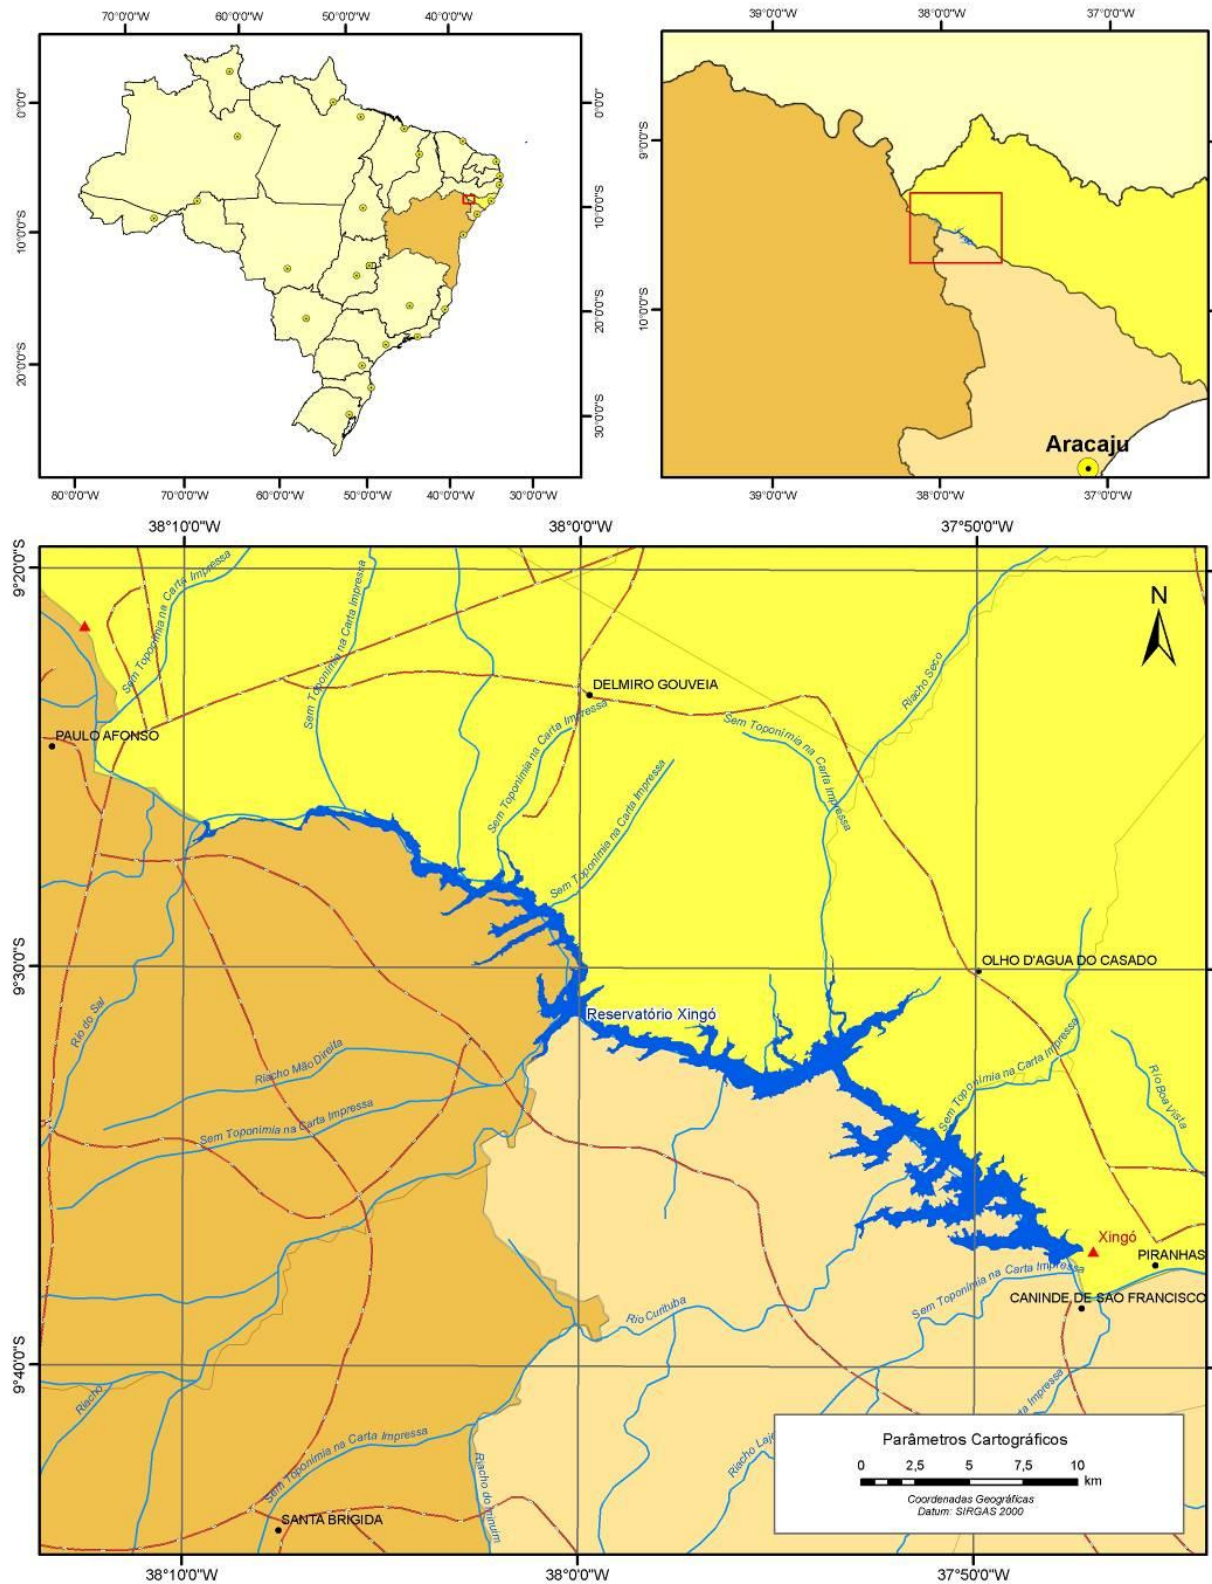 70°0'0"W 60°0'0"W 50°0'0"W 40°0'0"W
0°0'0"
10°0'0"S
20°0'0"S
0°0'0"
10°0'0"S
20°0'0"S
30°0'0"S
80°0'0"W 70°0'0"W 60°0'0"W 50°0'0"W 40°0'0"W 30°0'0"W
39°0'0"W 38°0'0"W 37°0'0"W
9°0'0"S
10°0'0"S
Aracaju
39°0'0"W 38°0'0"W 37°0'0"W
38°10'0"W 38°0'0"W 37°50'0"W
9°20'0"S
9°30'0"S
9°40'0"S
N
Sem Toponímia na Carta Impressa
Sem Toponímia na Carta Impressa
Riacho Seco
DELMIRO GOUVEIA
PAULO AFONSO
Sem Toponímia na Carta Impressa
Sem Toponímia na Carta Impressa
Sem Toponímia na Carta Impressa
OLHO D'AGUA DO CASADO
Rio do Sal
Reservatório Xingó
Riacho Mão Direita
Sem Toponímia na Carta Impressa
Sem Toponímia na Carta Impressa
Rio Boa Vista
Xingó
PIRANHAS
Sem Toponímia na Carta Impressa
CANINDE DE SAO FRANCISCO
Rio Curituba
Riacho
ta Impressa
Sem Toponímia na Carta Impressa
Riacho Laje
Riacho do Minuim
SANTA BRIGIDA
Parâmetros Cartográficos
0 2,5 5 7,5 10
km
Coordenadas Geográficas
Datum: SIRGAS 2000
38°10'0"W 38°0'0"W 37°50'0"W